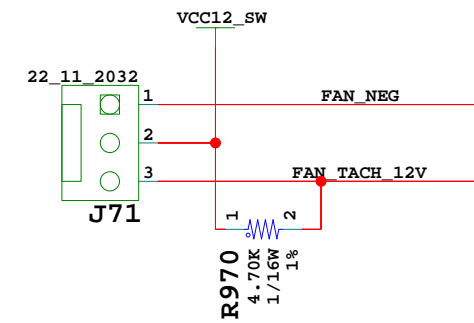 VCC12_SW
22_11_2032
1
FAN_NEG
2
3
FAN_TACH_12V
J71
1
2
R970
4.70K
1/16W
1%